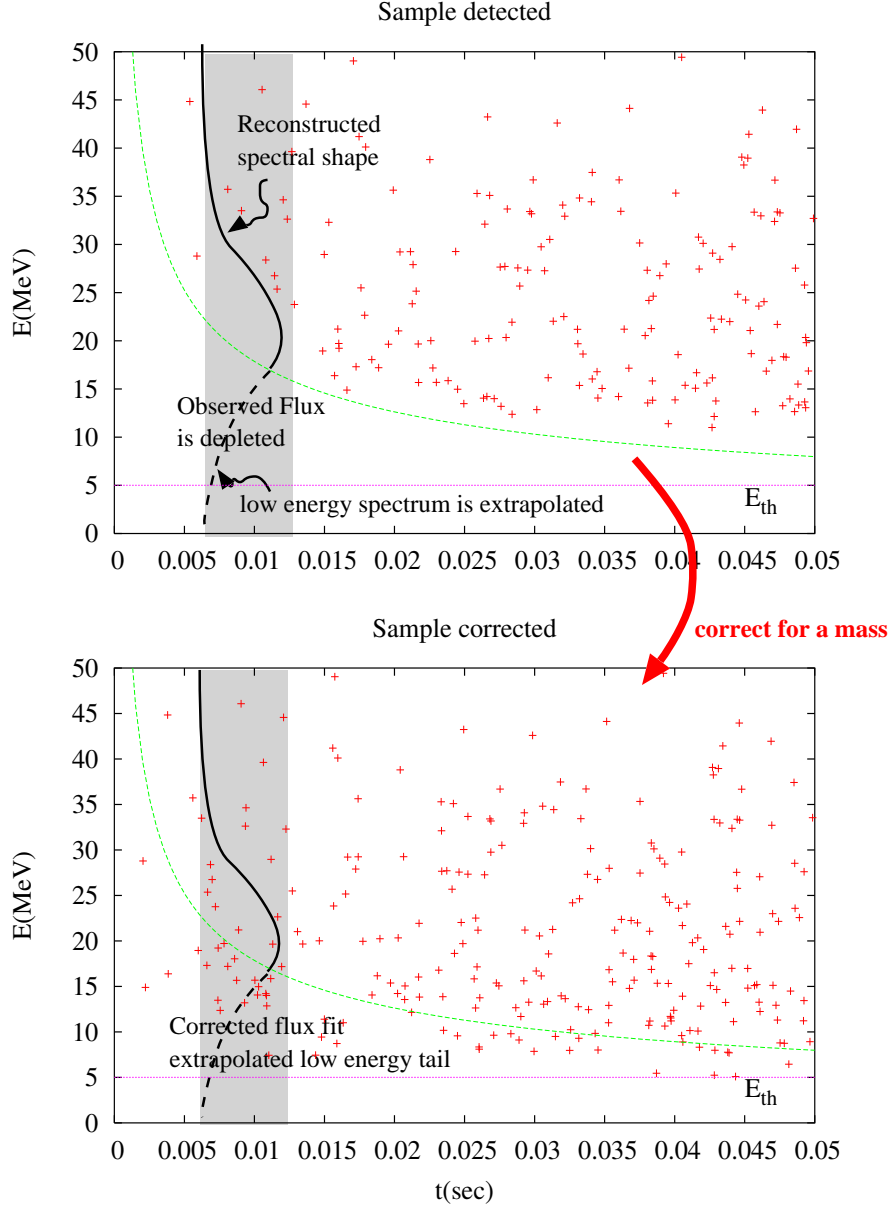 Sample detected
50
45
40
35
30
25
20
15
10
5
0
E(MeV)
Reconstructed
spectral shape
Observed Flux
is depleted
low energy spectrum is extrapolated
E_th
0 0.005 0.01 0.015 0.02 0.025 0.03 0.035 0.04 0.045 0.05
correct for a mass
Sample corrected
50
45
40
35
30
25
20
15
10
5
0
E(MeV)
Corrected flux fit
extrapolated low energy tail
E_th
0 0.005 0.01 0.015 0.02 0.025 0.03 0.035 0.04 0.045 0.05
t(sec)